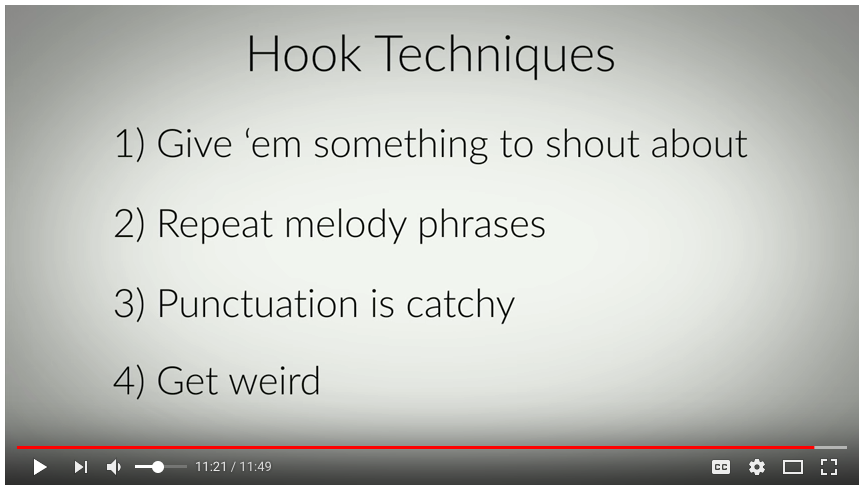 Hook Techniques
1) Give ‘em something to shout about
2) Repeat melody phrases
3) Punctuation is catchy
4) Get weird
11:21 / 11:49
CC